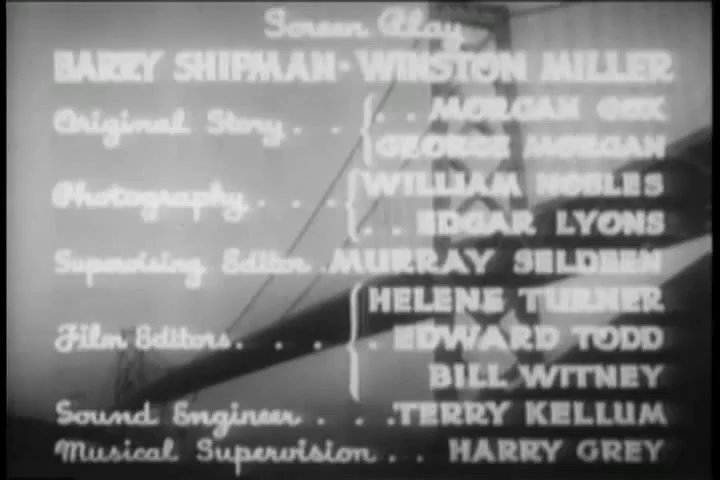 Screen Play
BARRY SHIPMAN - WINSTON MILLER
Original Story . . { . . MORGAN COX
GEORGE MORGAN
Photography . . . { WILLIAM NOBLES
. . EDGAR LYONS
Supervising Editor . MURRAY SELDEEN
{ HELENE TURNER
Film Editors . . . . { . EDWARD TODD
BILL WITNEY
Sound Engineer . . . TERRY KELLUM
Musical Supervision . . HARRY GREY